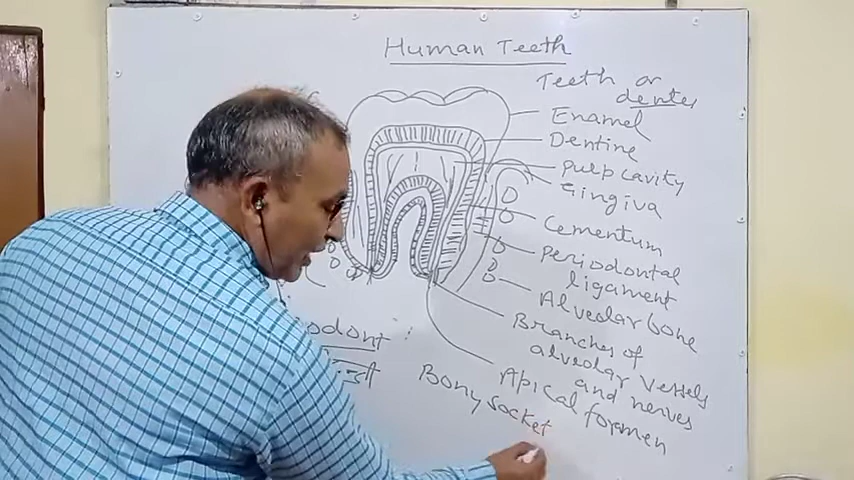 Human Teeth
Teeth or
dentes
Enamel
Dentine
Pulp cavity
Gingiva
Cementum
Periodontal
ligament
Alveolar bone
Branches of
alveolar vessels
and nerves
Apical foramen
Bony socket